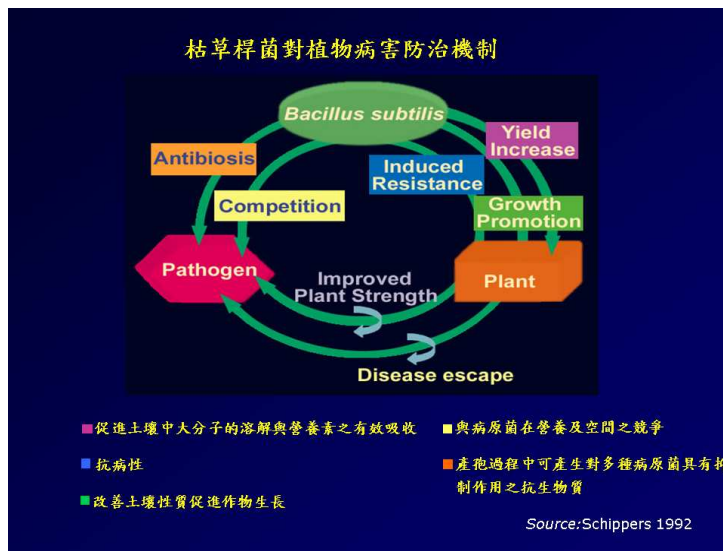 枯草桿菌對植物病害防治機制
Bacillus subtilis
Yield
Increase
Antibiosis
Induced
Resistance
Competition
Growth
Promotion
Pathogen
Improved
Plant Strength
Plant
Disease escape
促進土壤中大分子的溶解與營養素之有效吸收
與病原菌在營養及空間之競爭
抗病性
產孢過程中可產生對多種病原菌具有抑
制作用之抗生物質
改善土壤性質促進作物生長
Source:Schippers 1992